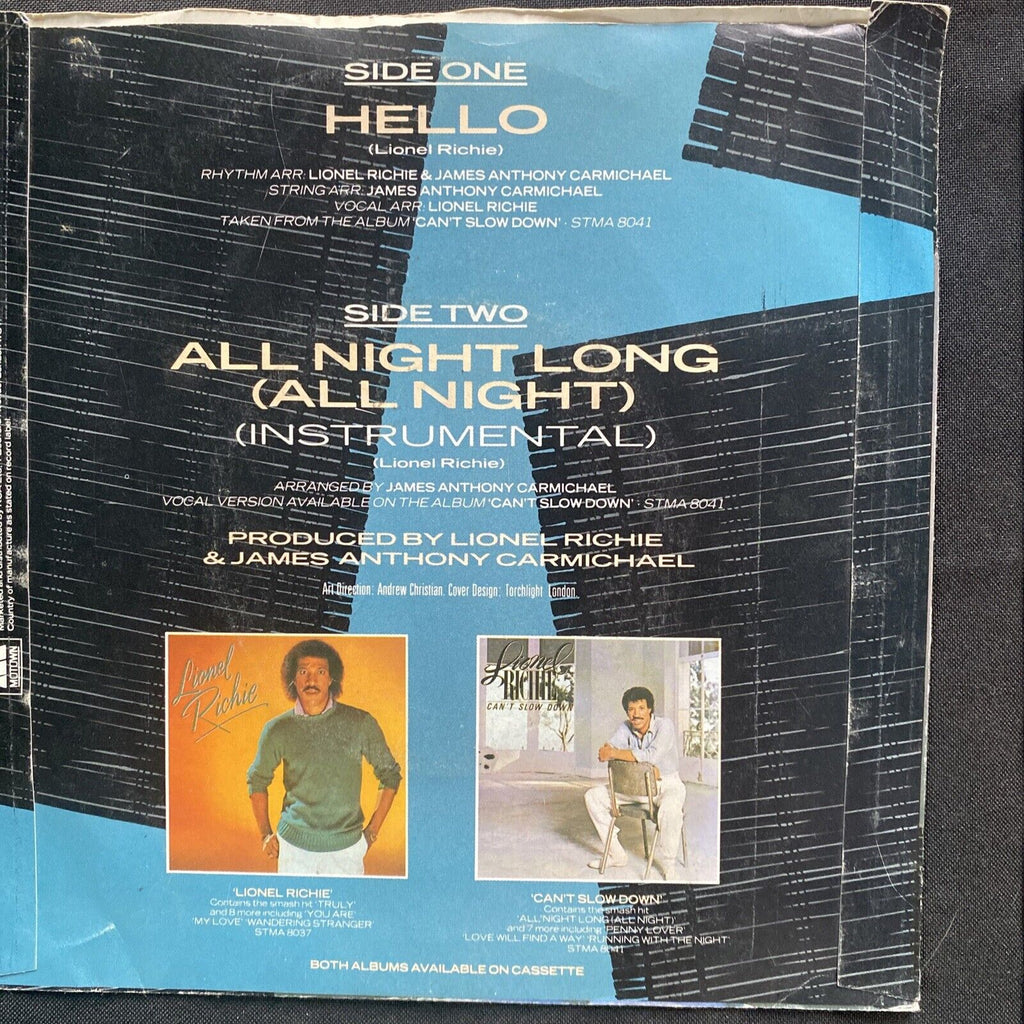 SIDE ONE
HELLO
(Lionel Richie)
RHYTHM ARR: LIONEL RICHIE & JAMES ANTHONY CARMICHAEL
STRING ARR: JAMES ANTHONY CARMICHAEL
VOCAL ARR: LIONEL RICHIE
TAKEN FROM THE ALBUM 'CAN'T SLOW DOWN' · STMA 8041
SIDE TWO
ALL NIGHT LONG
(ALL NIGHT)
(INSTRUMENTAL)
(Lionel Richie)
ARRANGED BY JAMES ANTHONY CARMICHAEL
VOCAL VERSION AVAILABLE ON THE ALBUM 'CAN'T SLOW DOWN' · STMA 8041
PRODUCED BY LIONEL RICHIE
& JAMES ANTHONY CARMICHAEL
Art Direction: Andrew Christian. Cover Design: Torchlight London.
Lionel
Richie
Lionel
RICHIE
CAN'T SLOW DOWN
'LIONEL RICHIE'
Contains the smash hit 'TRULY'
and 8 more including 'YOU ARE'
'MY LOVE' 'WANDERING STRANGER'
STMA 8037
'CAN'T SLOW DOWN'
Contains the smash hit
'ALL NIGHT LONG (ALL NIGHT)'
and 7 more including 'PENNY LOVER'
'LOVE WILL FIND A WAY' 'RUNNING WITH THE NIGHT'
STMA 8041
BOTH ALBUMS AVAILABLE ON CASSETTE
Marketed and distributed by
Country of manufacture as stated on record label
MOTOWN